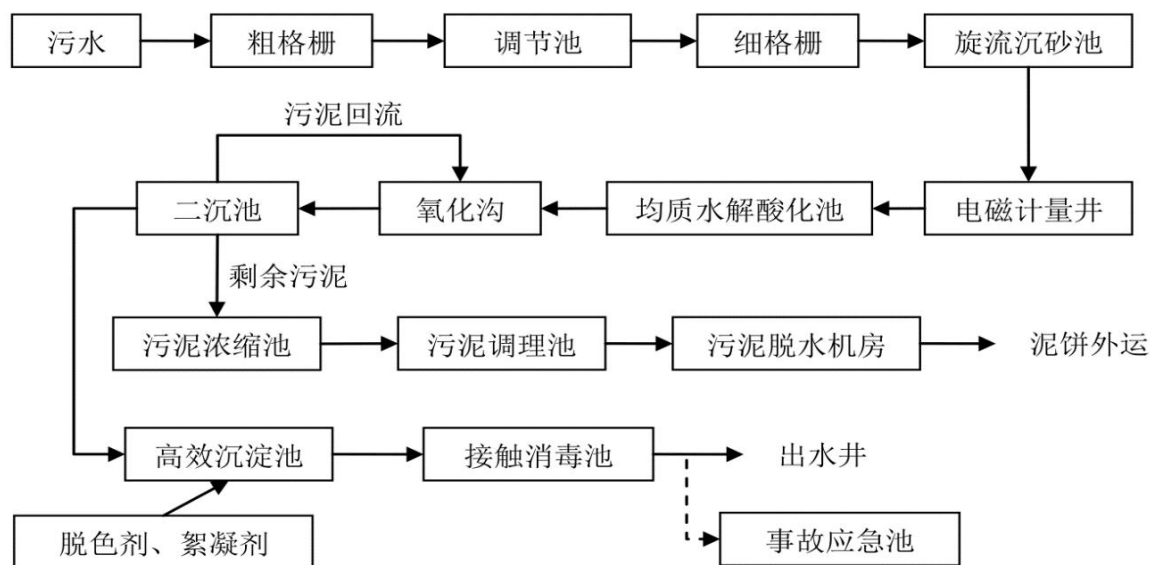 污水
粗格栅
调节池
细格栅
旋流沉砂池
污泥回流
二沉池
氧化沟
均质水解酸化池
电磁计量井
剩余污泥
污泥浓缩池
污泥调理池
污泥脱水机房
泥饼外运
高效沉淀池
接触消毒池
出水井
脱色剂、絮凝剂
事故应急池